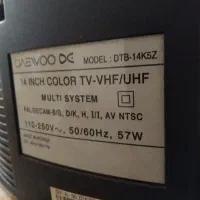 DAEWOO DE MODEL : DTB-14K5Z
14 INCH COLOR TV-VHF/UHF
MULTI SYSTEM
PAL/SECAM-B/G, D/K, H, I/I, AV NTSC
110-250V~, 50/60Hz, 57W